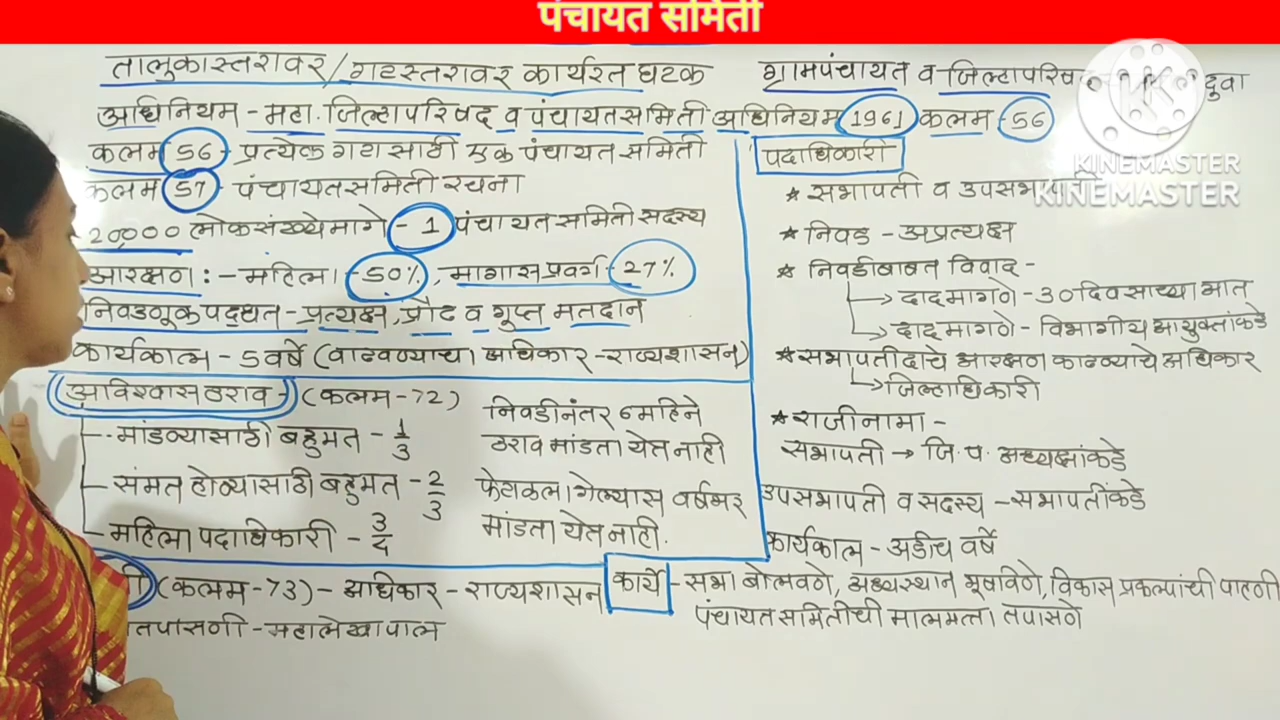 पंचायत समिती
तालुकास्तरावर/गटस्तरावर कार्यरत घटक
ग्रामपंचायत व जिल्हापरिष दुवा
अधिनियम - महा. जिल्हापरिषद व पंचायतसमिती अधिनियम 1961 कलम - 56
कलम 56 - प्रत्येक गटासाठी एक पंचायत समिती
कलम 57 - पंचायतसमिती रचना
20,000 लोकसंख्येमागे - 1 पंचायत समिती सदस्य
आरक्षण :- महिला - 50%, मागास प्रवर्ग - 27%
निवडणूक पद्धत - प्रत्यक्ष, प्रौढ व गुप्त मतदान
कार्यकाल - 5 वर्षे (वाढवण्याचा अधिकार - राज्यशासन)
अविश्वास ठराव - (कलम - 72)
मांडण्यासाठी बहुमत - 1/3
संमत होण्यासाठी बहुमत - 2/3
महिला पदाधिकारी - 3/4
निवडीनंतर 6 महिने
ठराव मांडता येत नाही
फेटाळला गेल्यास वर्षभर
मांडता येत नाही.
(कलम - 73) - अधिकार - राज्यशासन
तपासणी - महालेखापाल
पदाधिकारी
★ सभापती व उपसभापती
★ निवड - अप्रत्यक्ष
★ निवडीबाबत विवाद -
→ दाद मागणे - 30 दिवसाच्या आत
→ दाद मागणे - विभागीय आयुक्तांकडे
★ सभापतीपदाचे आरक्षण काढण्याचे अधिकार
→ जिल्हाधिकारी
★ राजीनामा -
सभापती → जि. प. अध्यक्षांकडे
उपसभापती व सदस्य - सभापतींकडे
कार्यकाल - अडीच वर्षे
कार्ये - सभा बोलवणे, अध्यस्थान भूषविणे, विकास प्रकल्पांची पाहणी
पंचायत समितीची मालमत्ता तपासणे
KINEMASTER
KINEMASTER